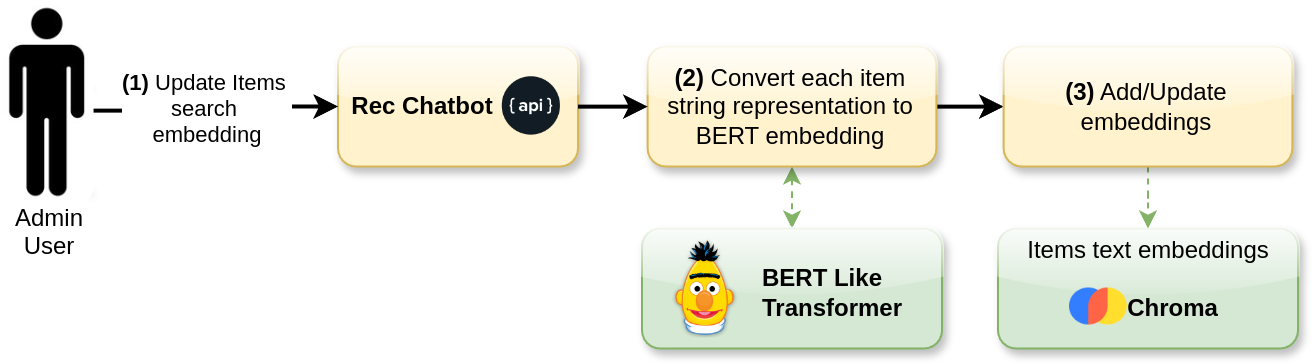 (1) Update Items
search
embedding
Admin
User
Rec Chatbot
{ api }
(2) Convert each item
string representation to
BERT embedding
(3) Add/Update
embeddings
BERT Like
Transformer
Items text embeddings
Chroma